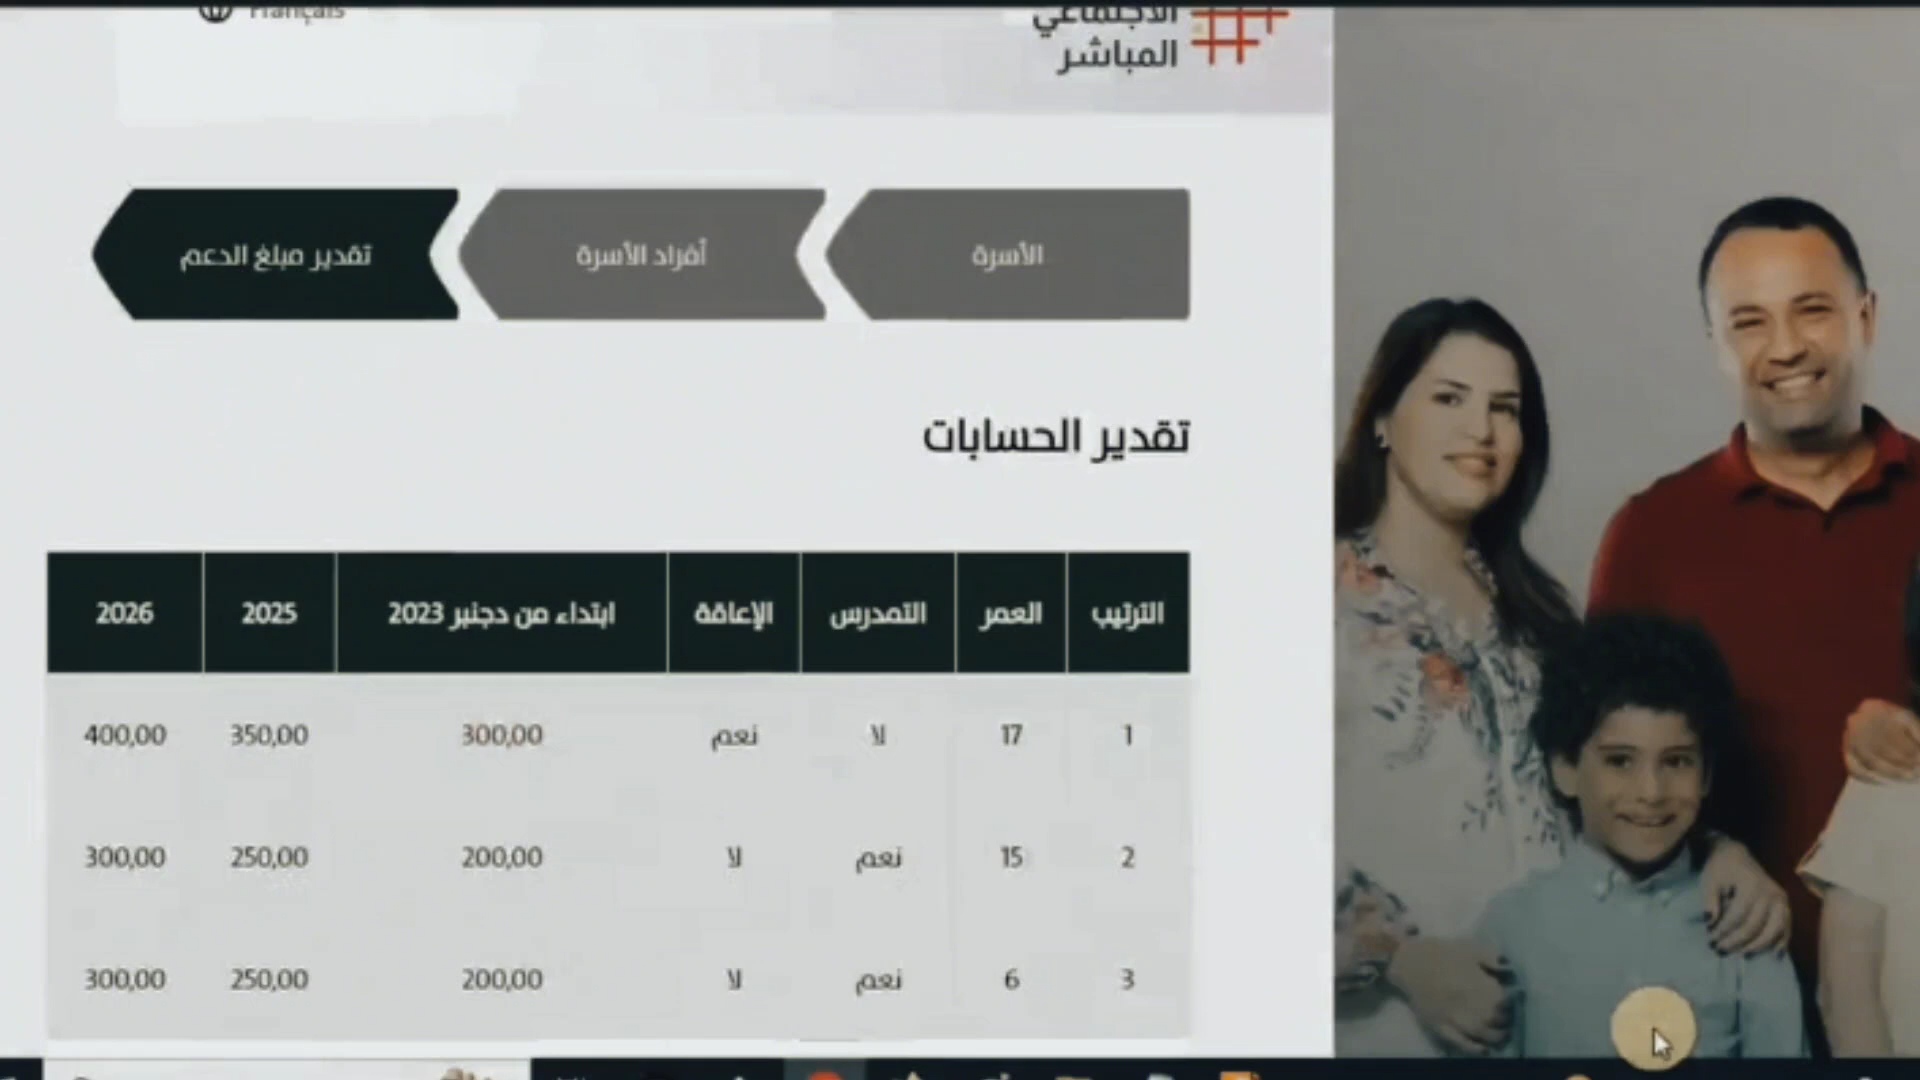 Français
الاجتماعي
المباشر
الأسرة
أفراد الأسرة
تقدير مبلغ الدعم
تقدير الحسابات
الترتيب العمر التمدرس الإعاقة ابتداء من دجنبر 2023 2025 2026
1 17 لا نعم 300,00 350,00 400,00
2 15 نعم لا 200,00 250,00 300,00
3 6 نعم لا 200,00 250,00 300,00